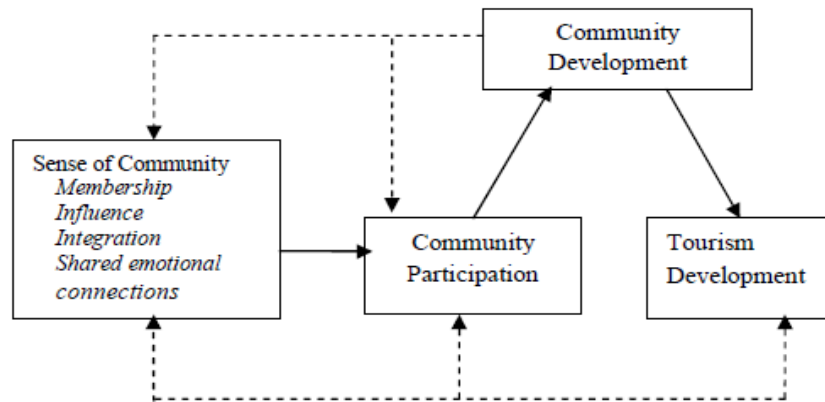 Community
Development
Sense of Community
Membership
Influence
Integration
Shared emotional
connections
Community
Participation
Tourism
Development